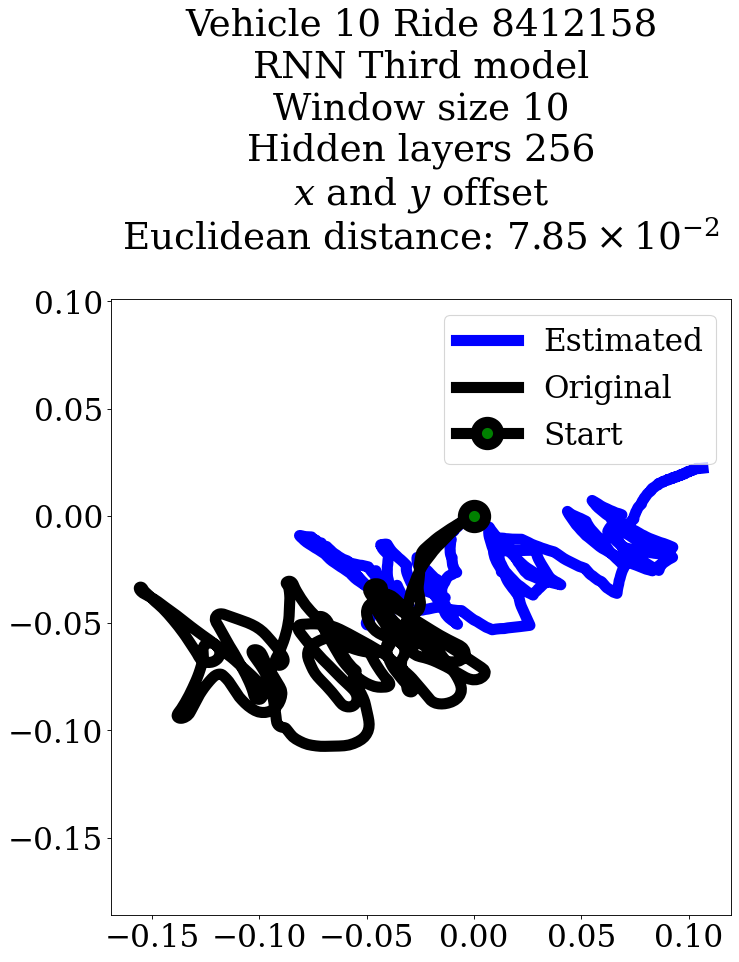 Vehicle 10 Ride 8412158
RNN Third model
Window size 10
Hidden layers 256
x and y offset
Euclidean distance: 7.85 × 10⁻²
Estimated
Original
Start
0.10
0.05
0.00
−0.05
−0.10
−0.15
−0.15 −0.10 −0.05 0.00 0.05 0.10